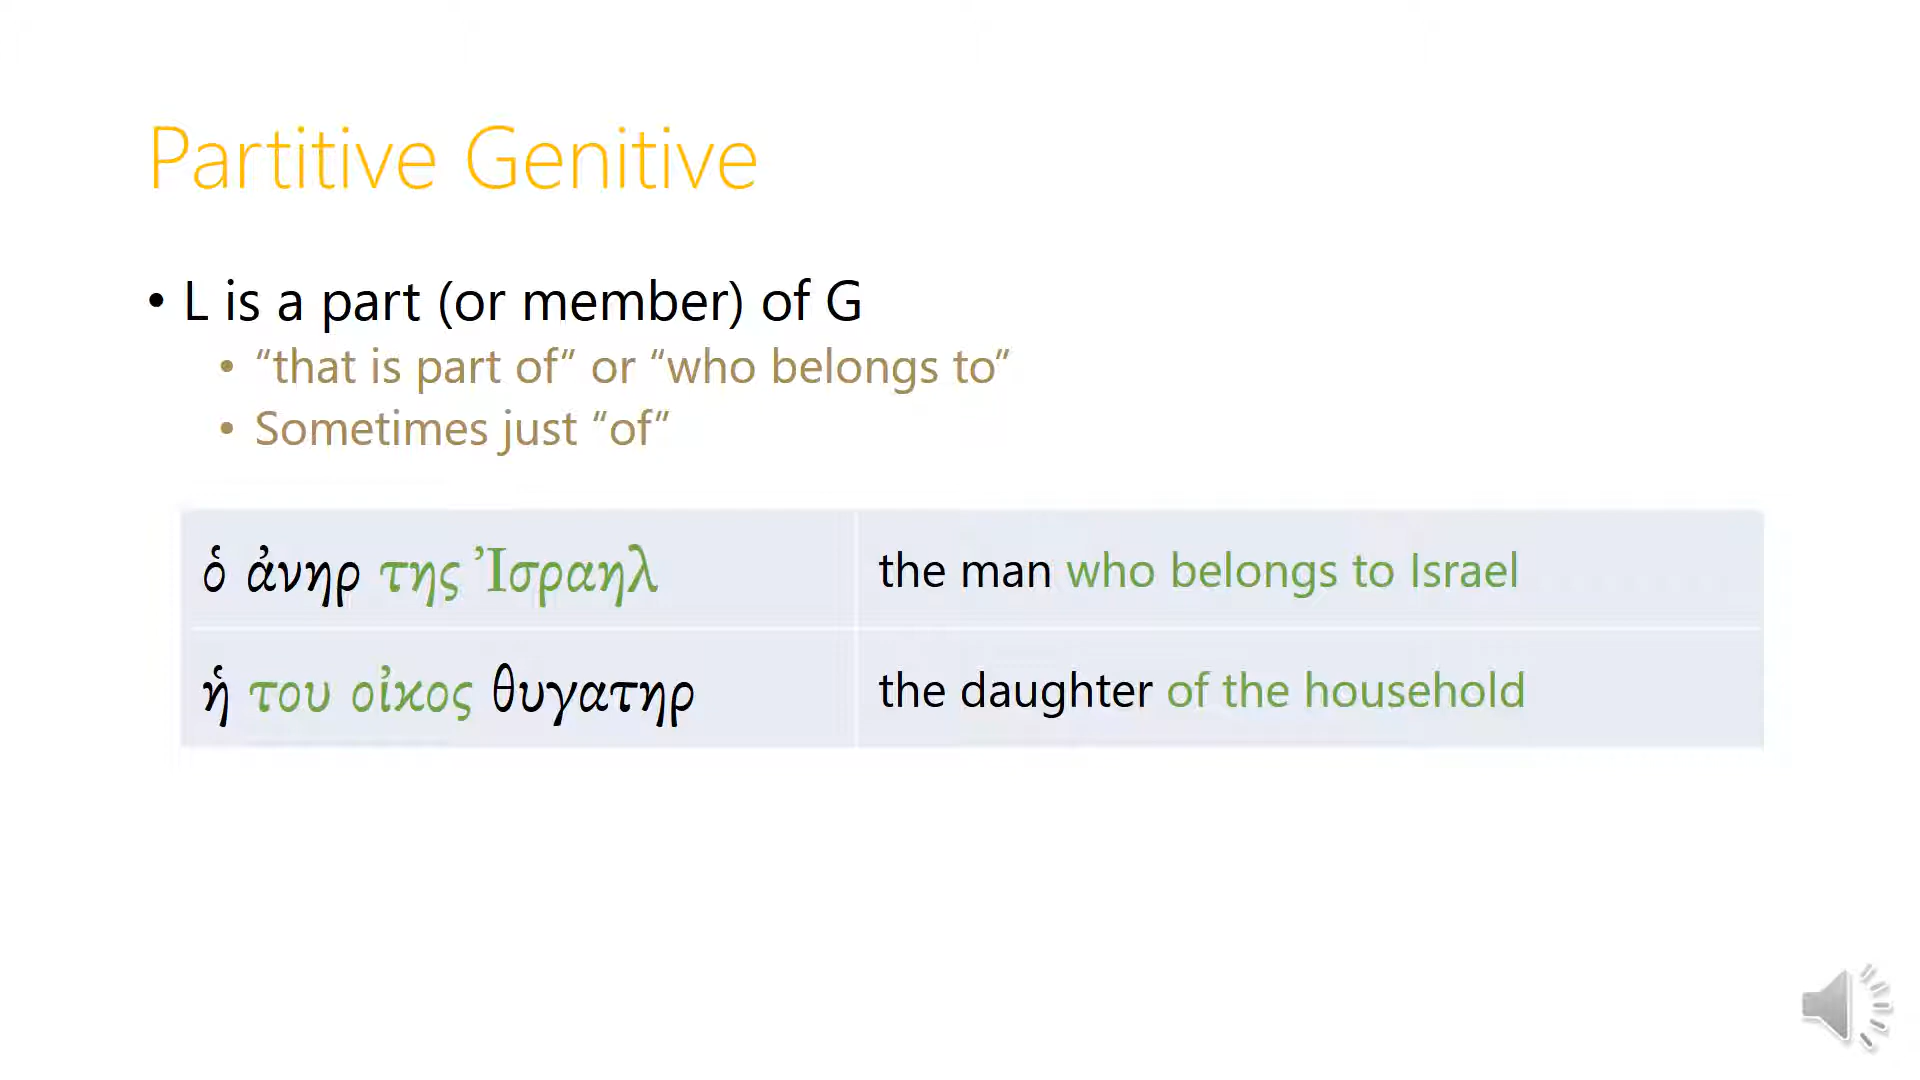 Partitive Genitive
• L is a part (or member) of G
• “that is part of” or “who belongs to”
• Sometimes just “of”
ὁ ἀνηρ της Ἰσραηλ
the man who belongs to Israel
ἡ του οἰκος θυγατηρ
the daughter of the household